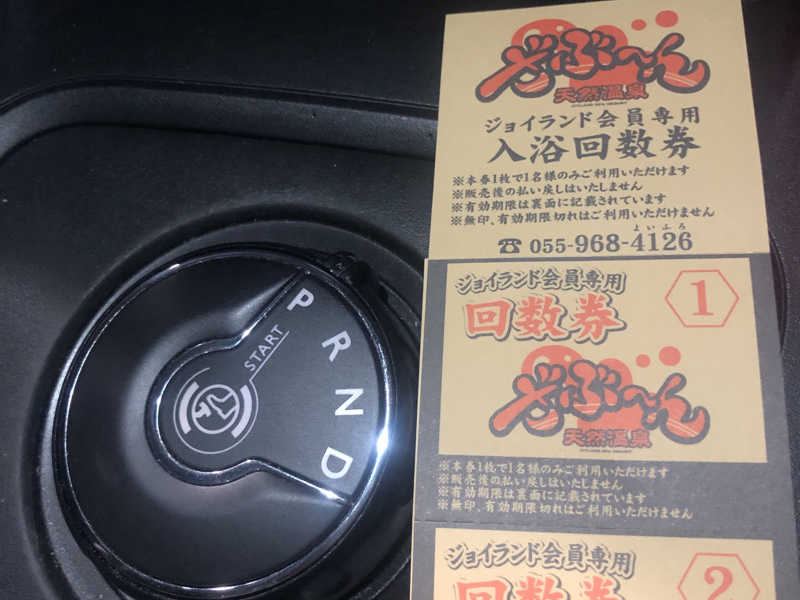 P
R
N
D
START
ざぶ〜ん
天然温泉
ジョイランド会員専用
入浴回数券
※本券1枚で1名様のみご利用いただけます
※販売後の払い戻しはいたしません
※有効期限は裏面に記載されています
※無印、有効期限切れはご利用いただけません
よいふろ
☎ 055-968-4126
ジョイランド会員専用
回数券
1
ざぶ〜ん
天然温泉
※本券1枚で1名様のみご利用いただけます
※販売後の払い戻しはいたしません
※有効期限は裏面に記載されています
※無印、有効期限切れはご利用いただけません
ジョイランド会員専用
回数券
2